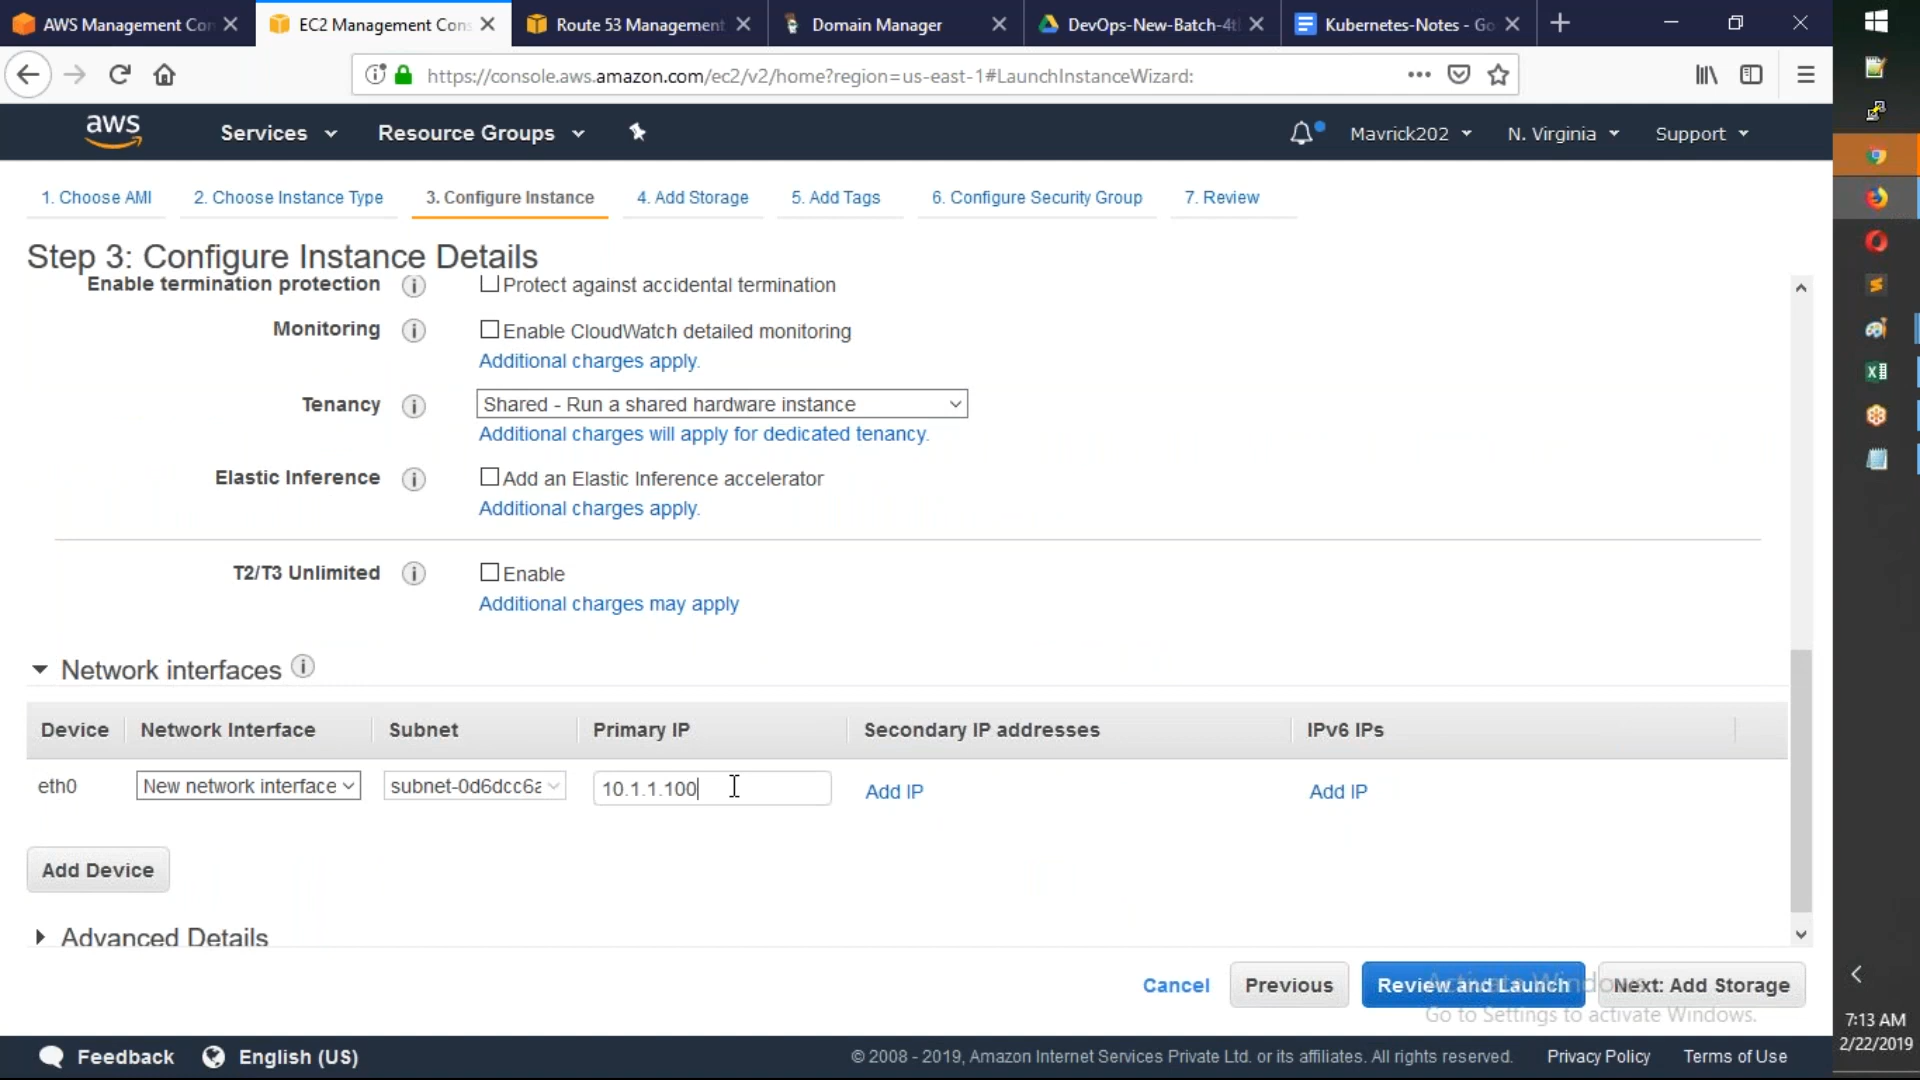 AWS Management Con
EC2 Management Cons
Route 53 Management
Domain Manager
DevOps-New-Batch-4t
Kubernetes-Notes - Go
https://console.aws.amazon.com/ec2/v2/home?region=us-east-1#LaunchInstanceWizard:
aws
Services
Resource Groups
Mavrick202
N. Virginia
Support
1. Choose AMI
2. Choose Instance Type
3. Configure Instance
4. Add Storage
5. Add Tags
6. Configure Security Group
7. Review
Step 3: Configure Instance Details
Enable termination protection
Protect against accidental termination
Monitoring
Enable CloudWatch detailed monitoring
Additional charges apply.
Tenancy
Shared - Run a shared hardware instance
Additional charges will apply for dedicated tenancy.
Elastic Inference
Add an Elastic Inference accelerator
Additional charges apply.
T2/T3 Unlimited
Enable
Additional charges may apply
Network interfaces
Device
Network Interface
Subnet
Primary IP
Secondary IP addresses
IPv6 IPs
eth0
New network interface
subnet-0d6dcc6a
10.1.1.100
Add IP
Add IP
Add Device
Advanced Details
Cancel
Previous
Review and Launch
Next: Add Storage
Activate Windows
Go to Settings to activate Windows.
7:13 AM
2/22/2019
Feedback
English (US)
© 2008 - 2019, Amazon Internet Services Private Ltd. or its affiliates. All rights reserved.
Privacy Policy
Terms of Use